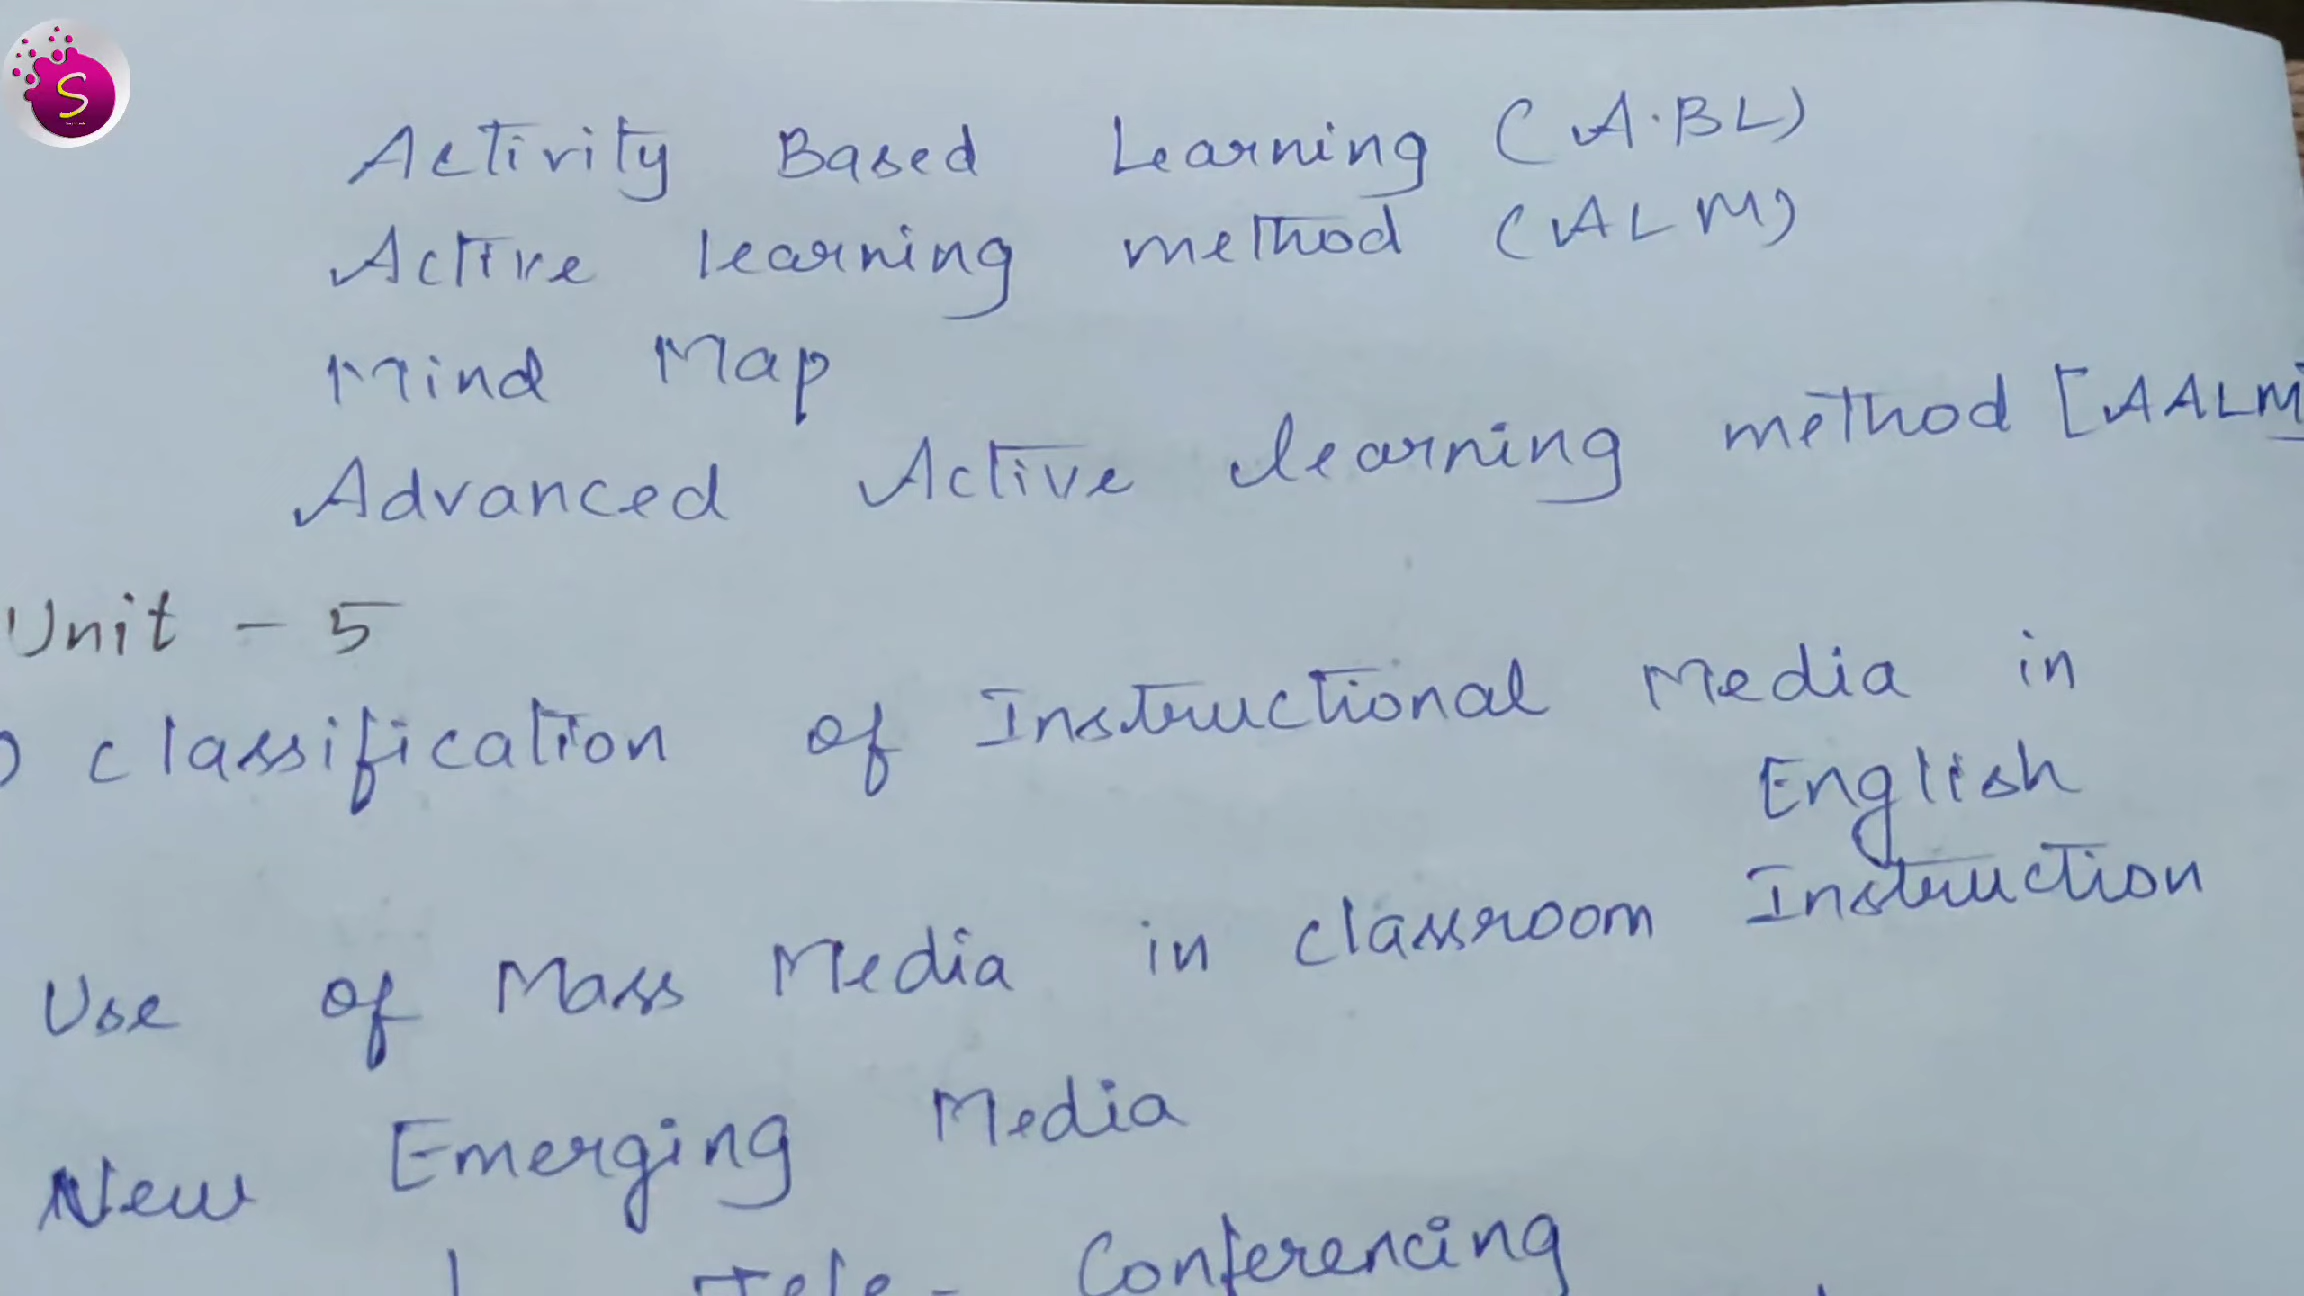 S
Activity Based Learning (A.BL)
Active learning method (ALM)
Mind Map
Advanced Active learning method [AALM]
Unit - 5
) classification of Instructional Media in
English
Use of Mass Media in classroom Instruction
New Emerging Media
Tele - Conferencing